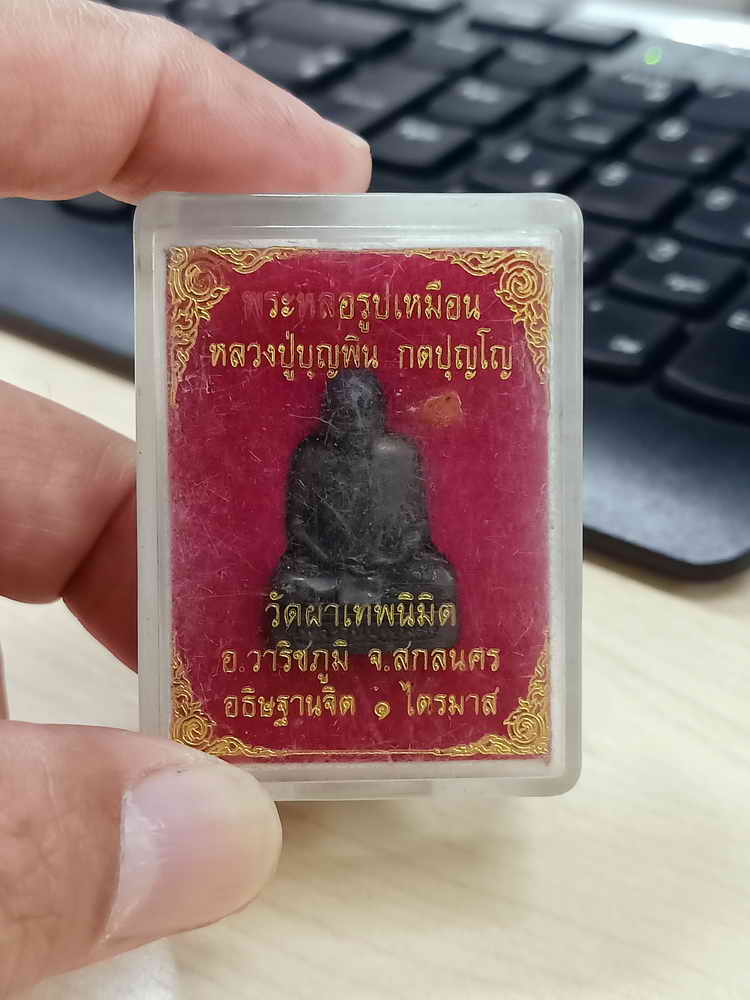 พระหล่อรูปเหมือน
หลวงปู่บุญพิน กตปุญโญ
วัดผาเทพนิมิต
อ.วาริชภูมิ จ.สกลนคร
อธิษฐานจิต ๑ ไตรมาส